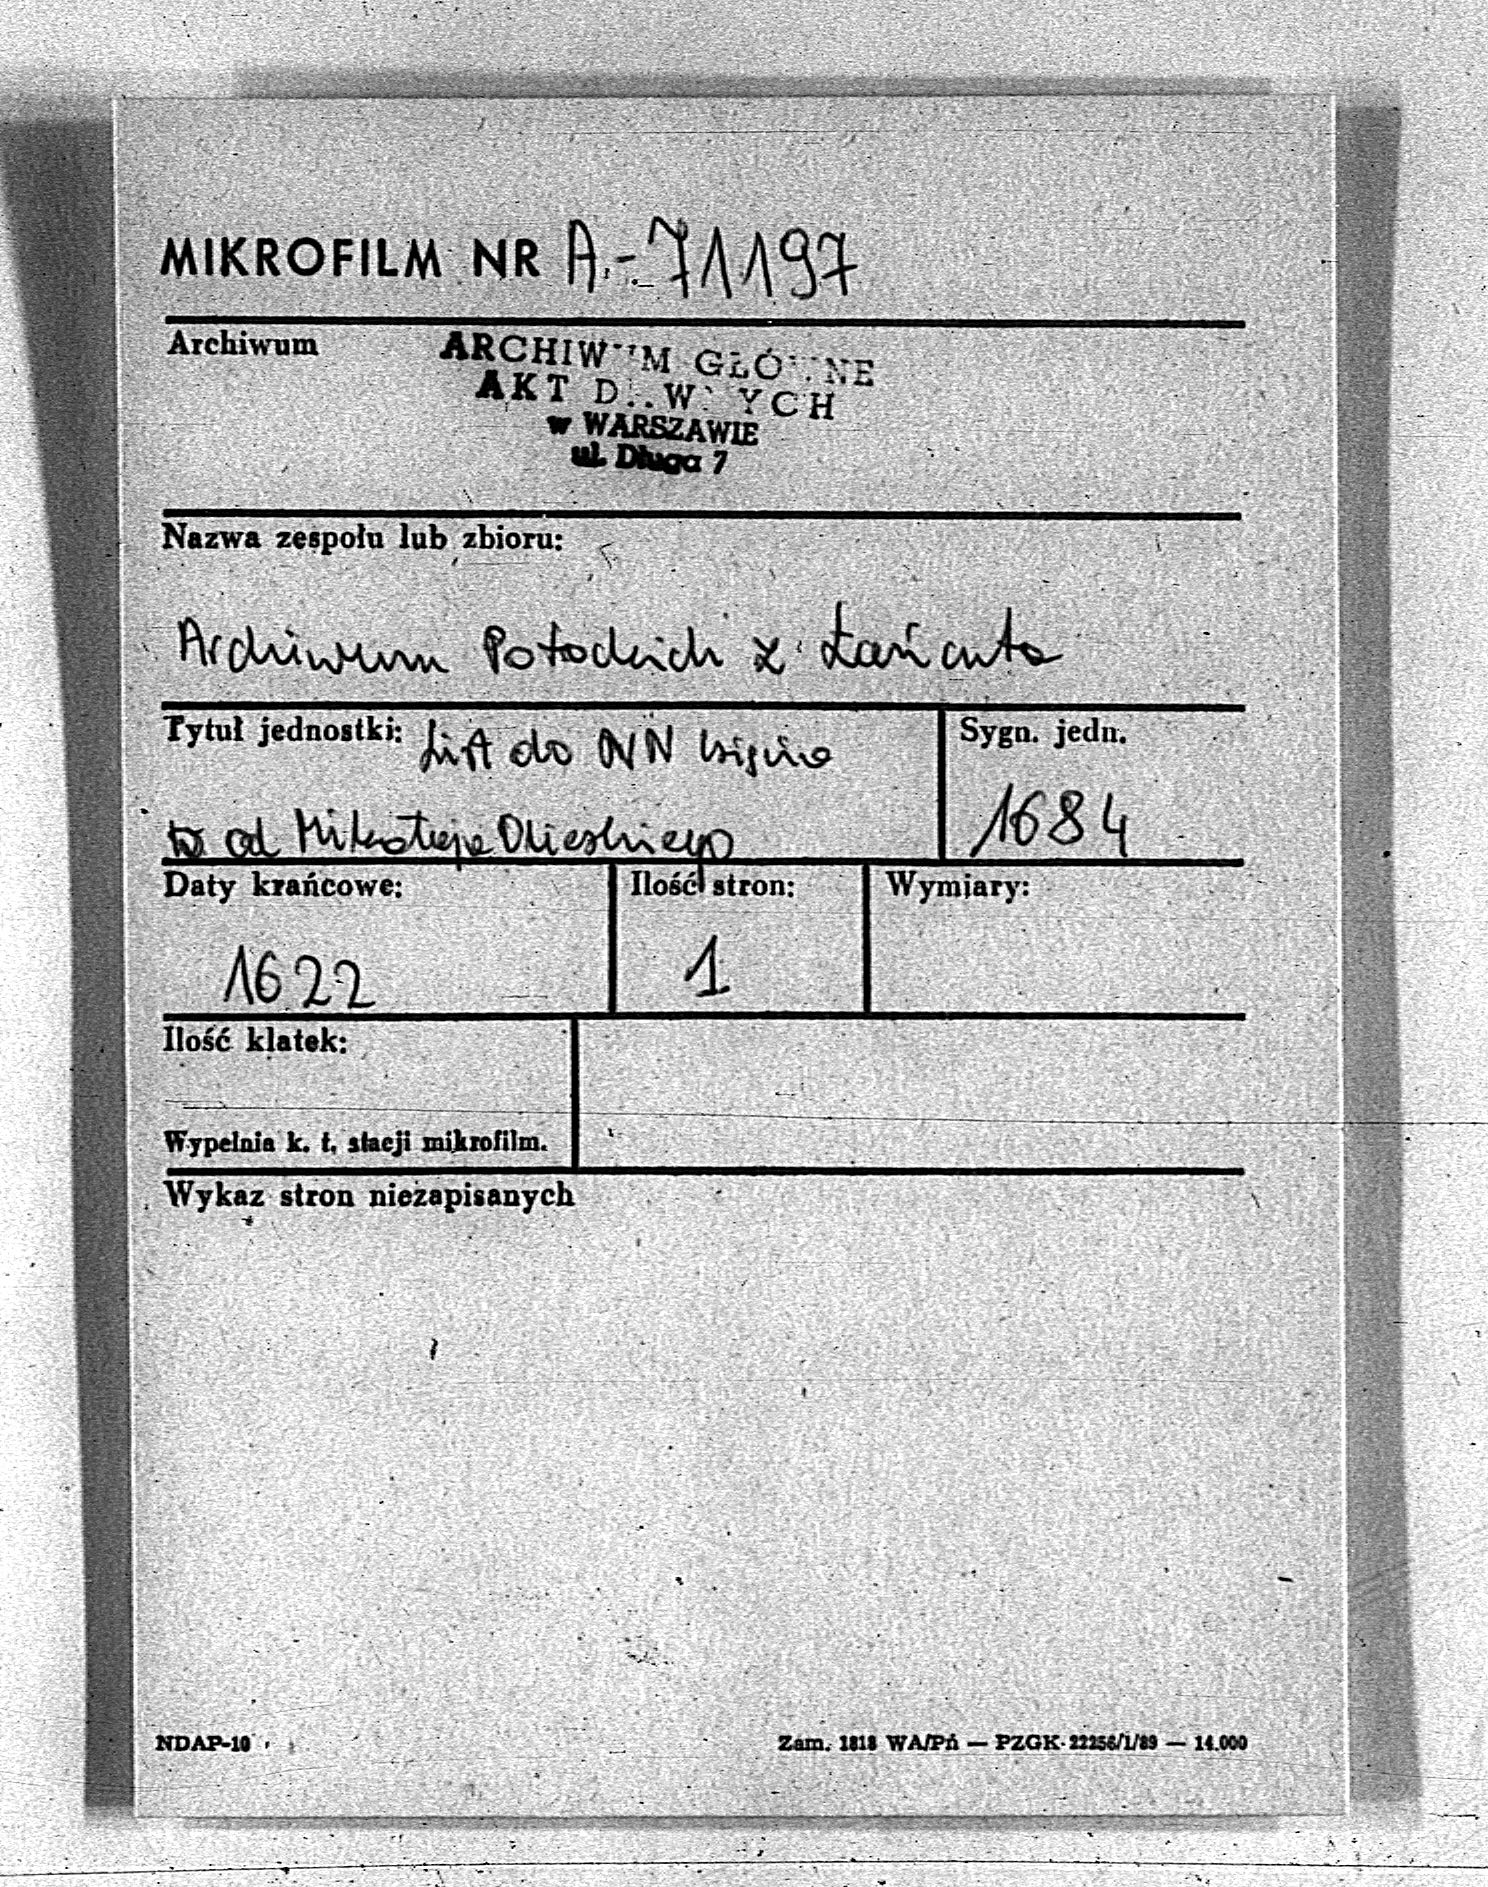 MIKROFILM NR A-71197
Archiwum
ARCHIWUM GŁÓWNE
AKT DAWNYCH
w WARSZAWIE
ul. Długa 7
Nazwa zespołu lub zbioru:
Archiwum Potockich z Łańcuta
Tytuł jednostki: List do NN księcia
od Mikołaja
Sygn. jedn.
1684
Daty krańcowe:
1622
Ilość stron:
1
Wymiary:
Ilość klatek:
Wypełnia k. t. stacji mikrofilm.
Wykaz stron niezapisanych
NDAP-10
Zam. 1818 WA/Pń — PZGK-22256/1/89 — 14.000